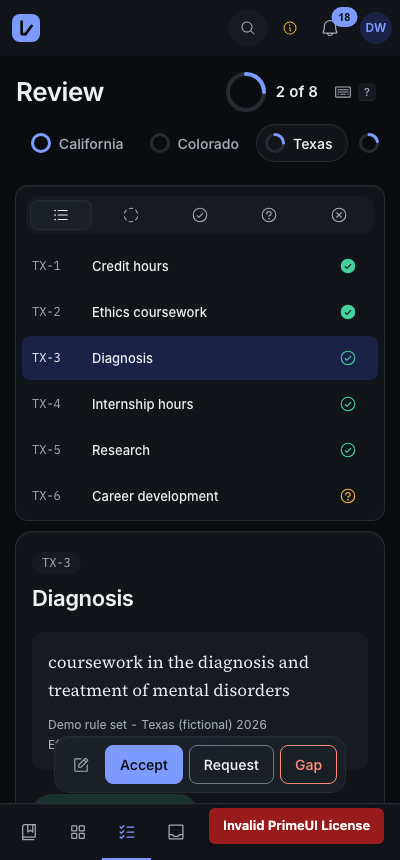 18
DW
Review
2 of 8
?
California
Colorado
Texas
TX-1 Credit hours
TX-2 Ethics coursework
TX-3 Diagnosis
TX-4 Internship hours
TX-5 Research
TX-6 Career development
TX-3
Diagnosis
coursework in the diagnosis and
treatment of mental disorders
Demo rule set - Texas (fictional) 2026
Accept
Request
Gap
Invalid PrimeUI License